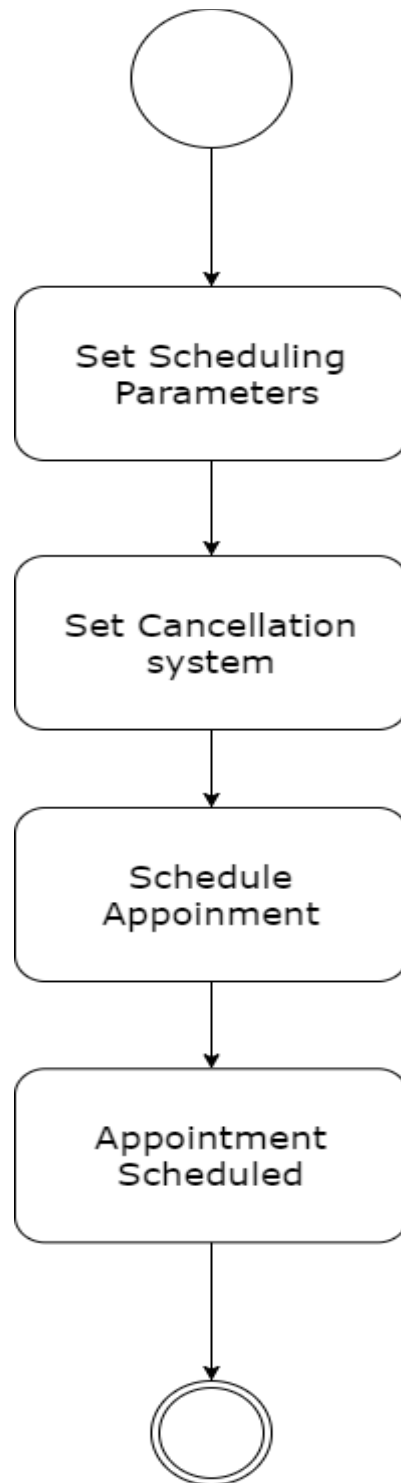 Set Scheduling
Parameters
Set Cancellation
system
Schedule
Appoinment
Appointment
Scheduled